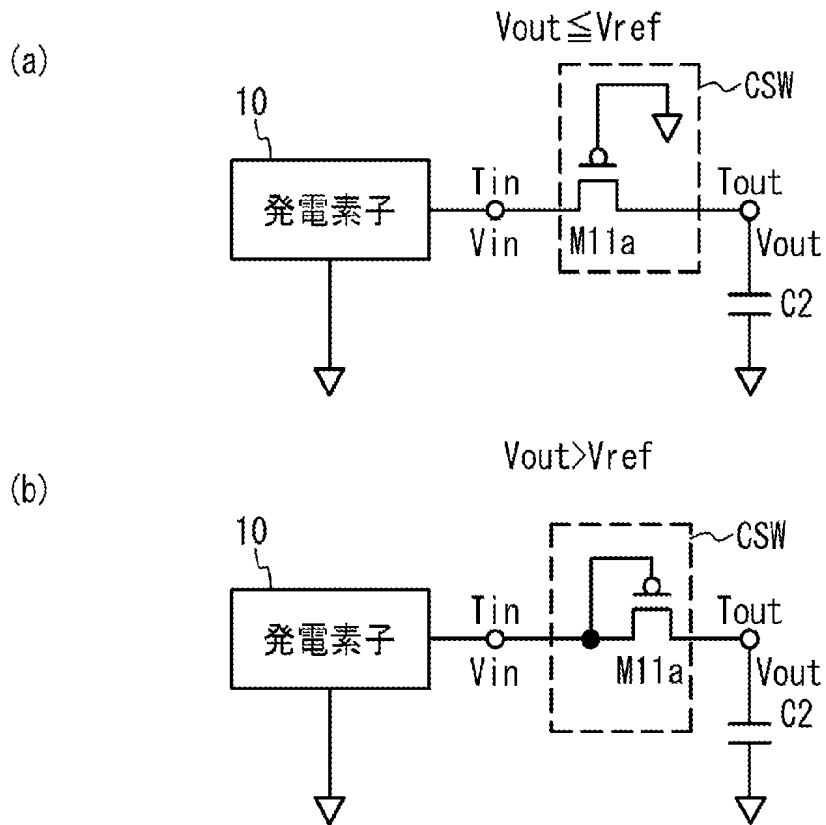 (a)
Vout≦Vref
CSW
10
発電素子
Tin
Vin
M11a
Tout
Vout
C2
(b)
Vout>Vref
CSW
10
発電素子
Tin
Vin
M11a
Tout
Vout
C2